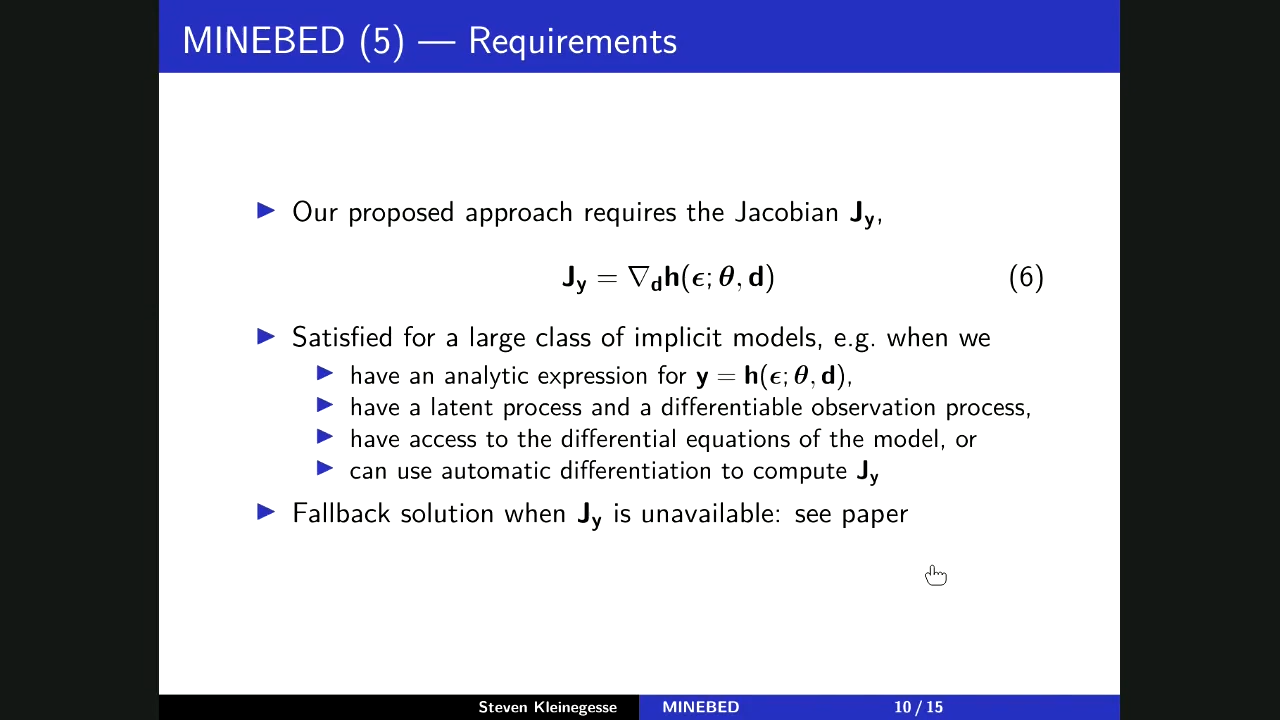 MINEBED (5) — Requirements
▶ Our proposed approach requires the Jacobian J_y,
J_y = ∇_d h(ϵ; θ, d) (6)
▶ Satisfied for a large class of implicit models, e.g. when we
▶ have an analytic expression for y = h(ϵ; θ, d),
▶ have a latent process and a differentiable observation process,
▶ have access to the differential equations of the model, or
▶ can use automatic differentiation to compute J_y
▶ Fallback solution when J_y is unavailable: see paper
Steven Kleinegesse MINEBED 10 / 15